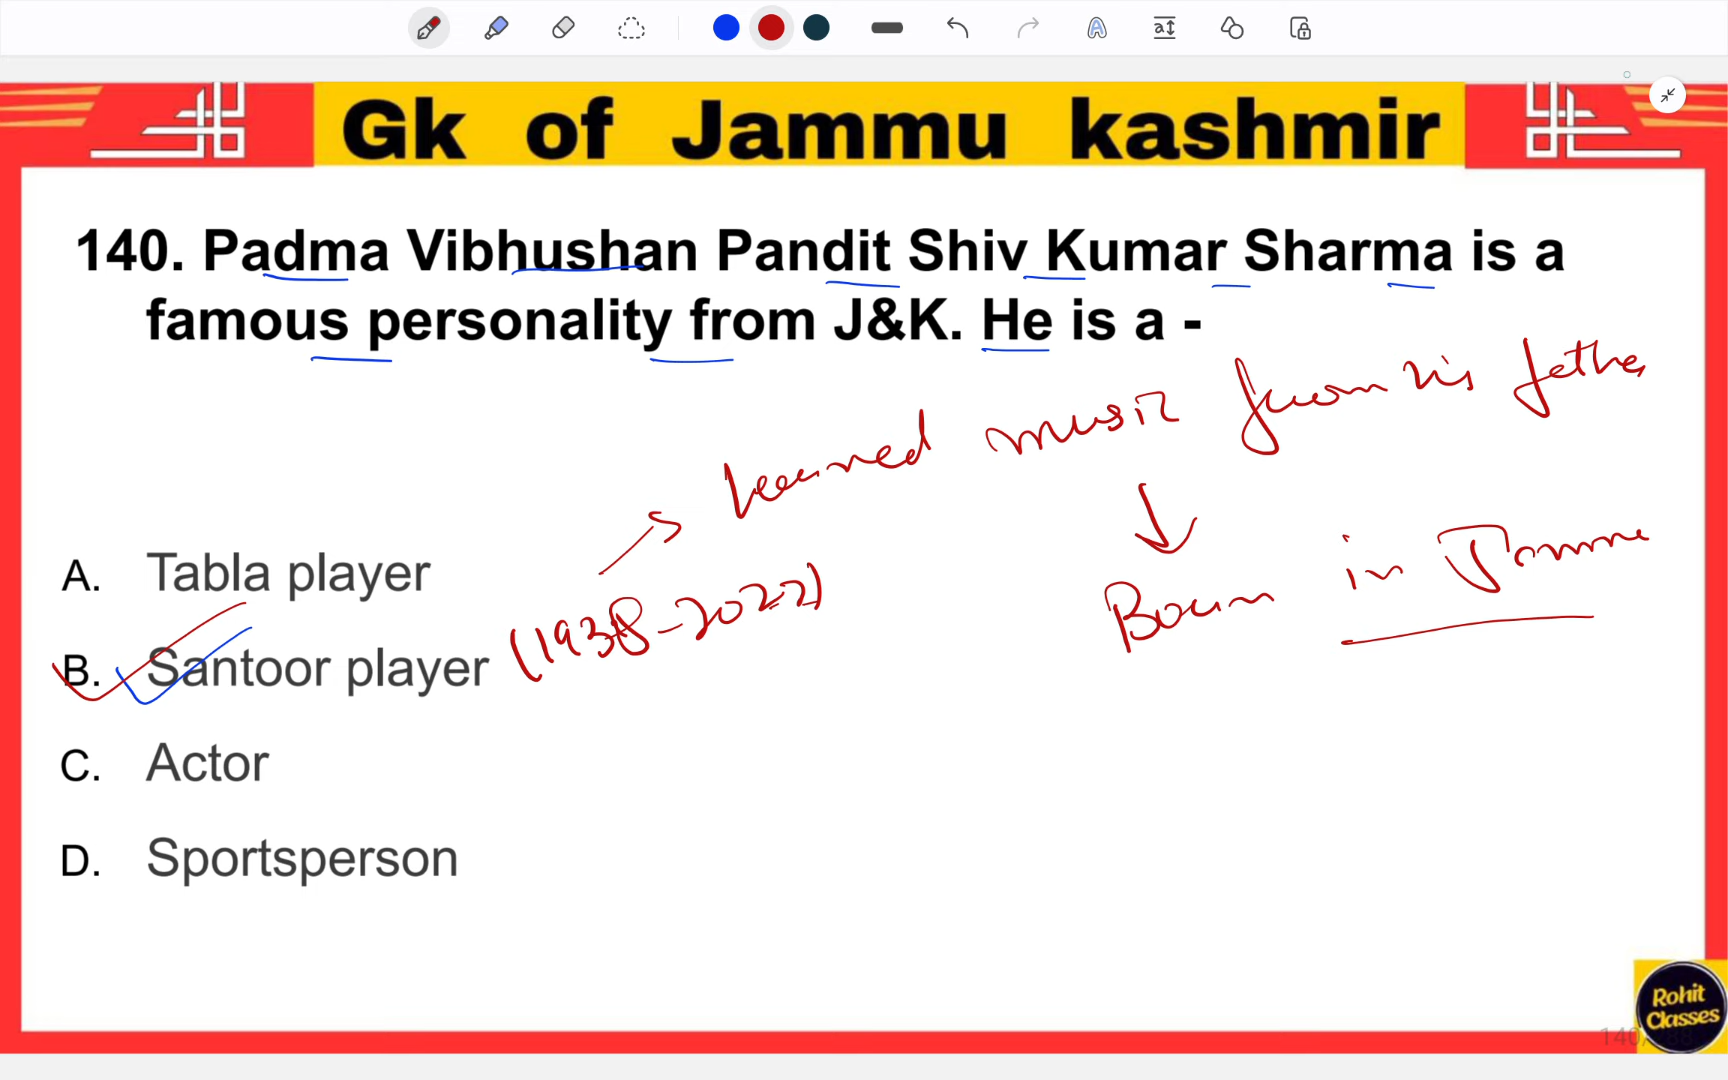 Gk of Jammu kashmir
140. Padma Vibhushan Pandit Shiv Kumar Sharma is a
famous personality from J&K. He is a -
learned music from his father
Born in Jammu
A. Tabla player
(1938-2022)
B. Santoor player
C. Actor
D. Sportsperson
Rohit
Classes